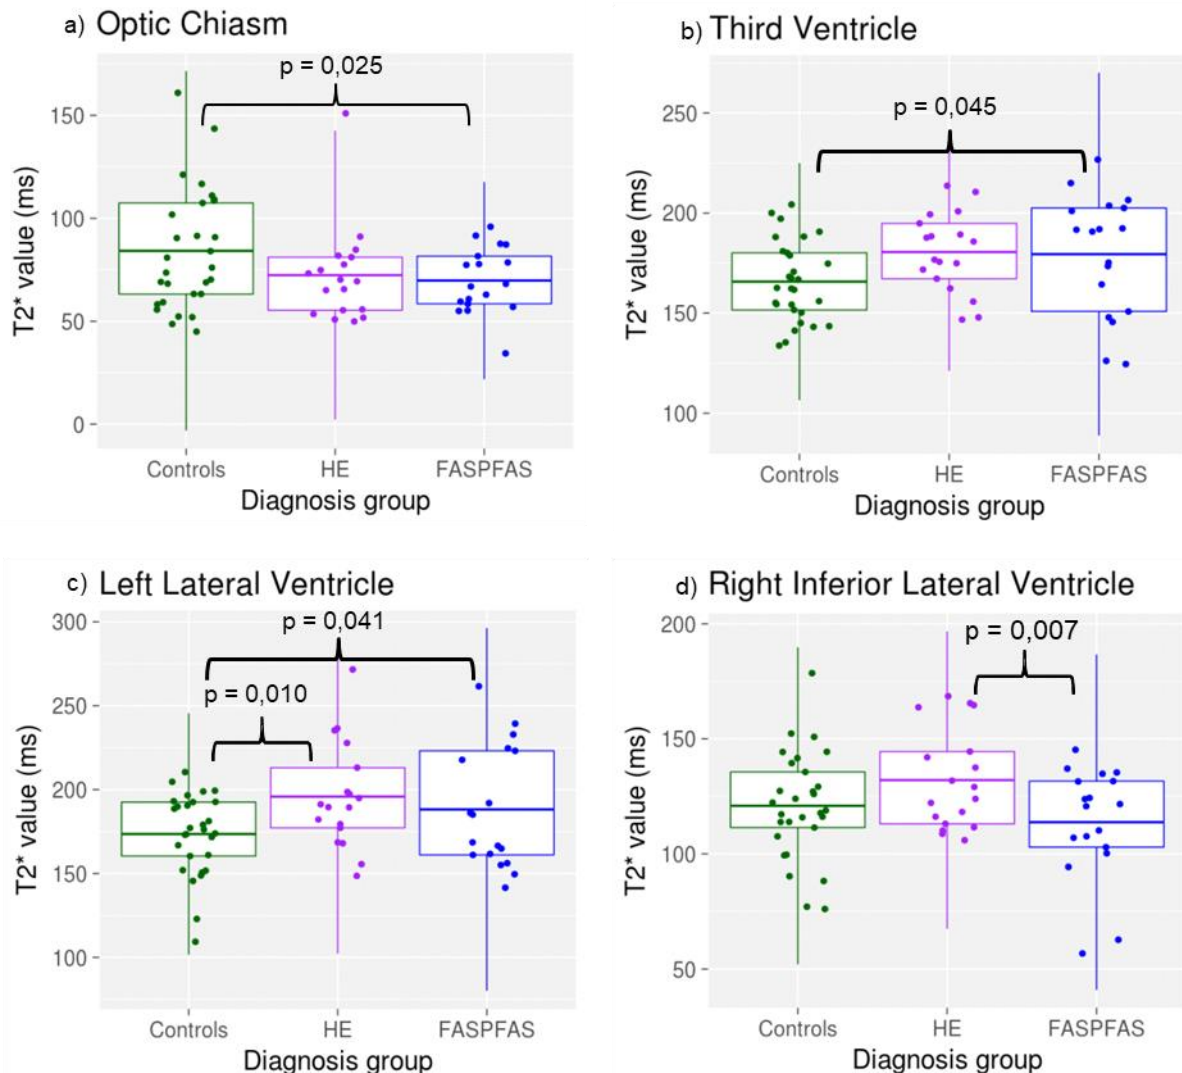 a) Optic Chiasm
p = 0,025
150
100
50
0
T2* value (ms)
Controls HE FASPFAS
Diagnosis group
b) Third Ventricle
p = 0,045
250
200
150
100
T2* value (ms)
Controls HE FASPFAS
Diagnosis group
c) Left Lateral Ventricle
p = 0,041
p = 0,010
300
250
200
150
100
T2* value (ms)
Controls HE FASPFAS
Diagnosis group
d) Right Inferior Lateral Ventricle
p = 0,007
200
150
100
50
T2* value (ms)
Controls HE FASPFAS
Diagnosis group